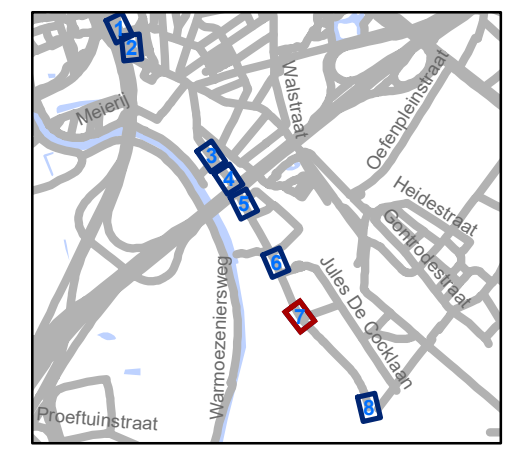 1
2
Meierij
Walstraat
Oefenpleinstraat
3
4
5
Heidestraat
Gontrodestraat
6
Jules De Cocklaan
Warmoezeniersweg
7
8
Proeftuinstraat